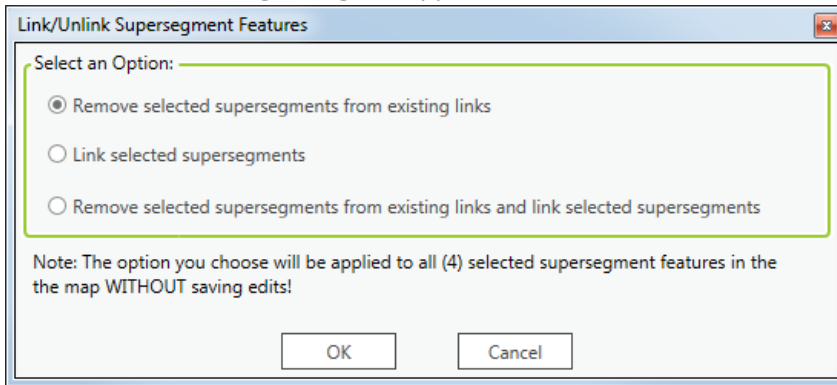 Link/Unlink Supersegment Features
Select an Option:
Remove selected supersegments from existing links
Link selected supersegments
Remove selected supersegments from existing links and link selected supersegments
Note: The option you choose will be applied to all (4) selected supersegment features in the
the map WITHOUT saving edits!
OK Cancel